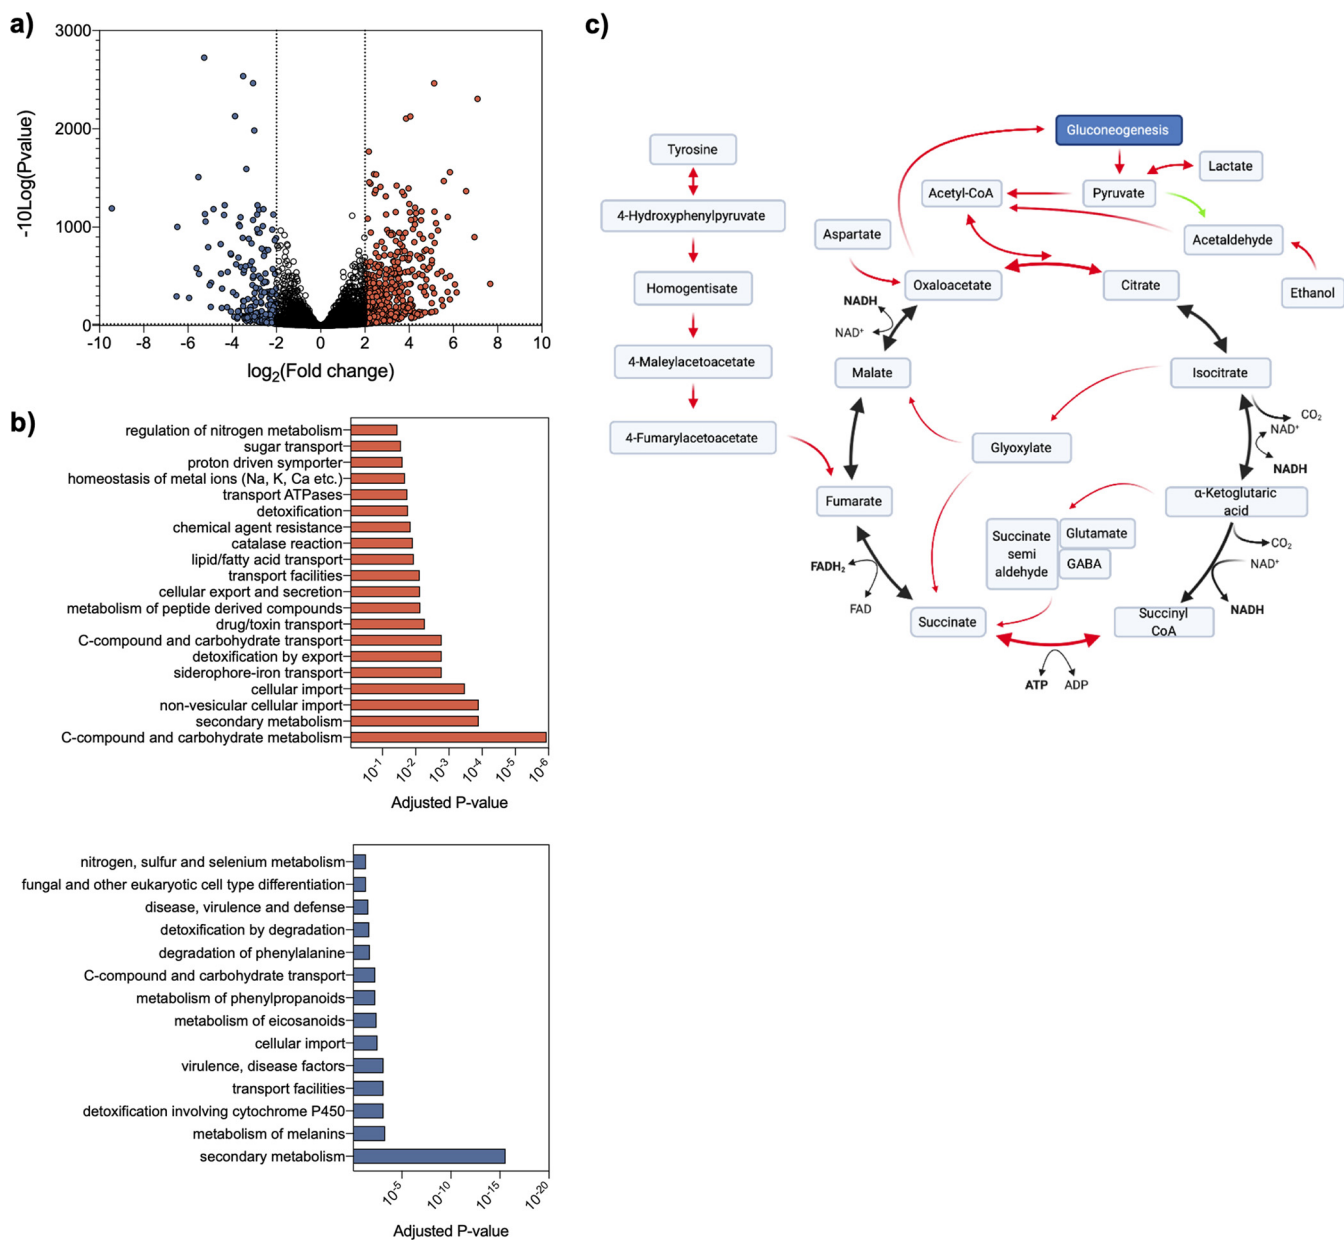 a)
3000
2000
1000
0
-10Log(Pvalue)
-10 -8 -6 -4 -2 0 2 4 6 8 10
log2(Fold change)
b)
regulation of nitrogen metabolism
sugar transport
proton driven symporter
homeostasis of metal ions (Na, K, Ca etc.)
transport ATPases
detoxification
chemical agent resistance
catalase reaction
lipid/fatty acid transport
transport facilities
cellular export and secretion
metabolism of peptide derived compounds
drug/toxin transport
C-compound and carbohydrate transport
detoxification by export
siderophore-iron transport
cellular import
non-vesicular cellular import
secondary metabolism
C-compound and carbohydrate metabolism
10-1 10-2 10-3 10-4 10-5 10-6
Adjusted P-value
nitrogen, sulfur and selenium metabolism
fungal and other eukaryotic cell type differentiation
disease, virulence and defense
detoxification by degradation
degradation of phenylalanine
C-compound and carbohydrate transport
metabolism of phenylpropanoids
metabolism of eicosanoids
cellular import
virulence, disease factors
transport facilities
detoxification involving cytochrome P450
metabolism of melanins
secondary metabolism
10-5 10-10 10-15 10-20
Adjusted P-value
c)
Tyrosine
4-Hydroxyphenylpyruvate
Homogentisate
4-Maleylacetoacetate
4-Fumarylacetoacetate
Gluconeogenesis
Lactate
Acetyl-CoA
Pyruvate
Aspartate
Acetaldehyde
Oxaloacetate
Citrate
Ethanol
NADH
NAD+
Malate
Isocitrate
CO2
NAD+
NADH
Glyoxylate
Fumarate
α-Ketoglutaric
acid
Succinate
semi
aldehyde
Glutamate
GABA
CO2
NAD+
NADH
FADH2
FAD
Succinate
Succinyl
CoA
ATP
ADP